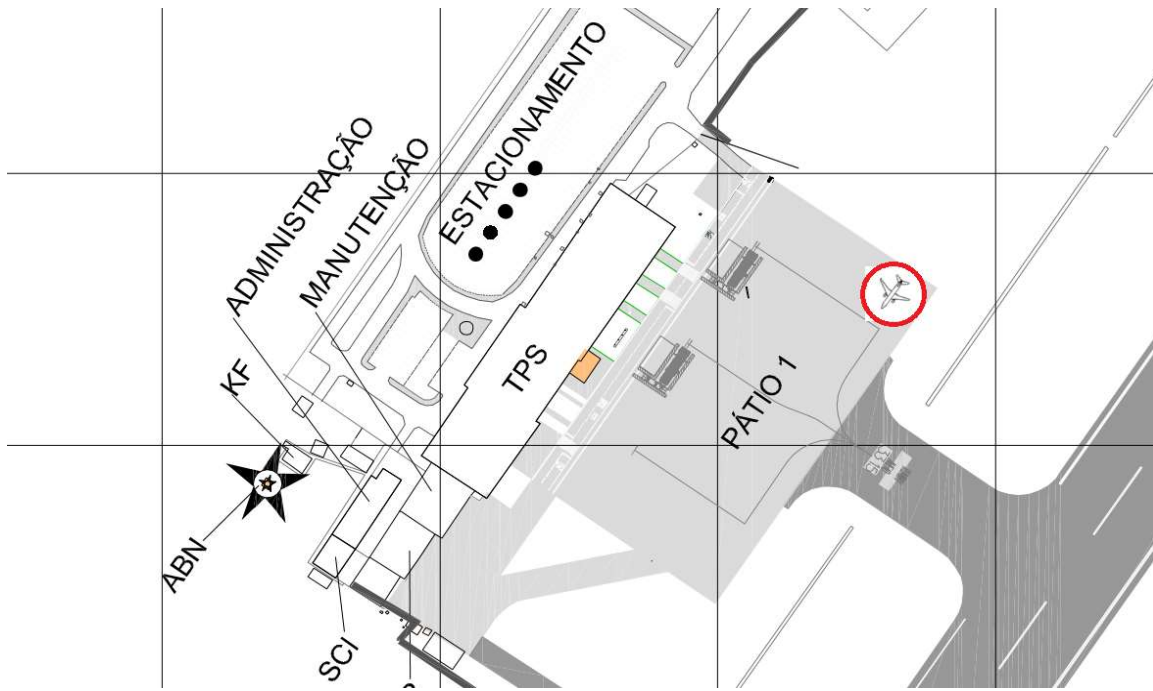 ESTACIONAMENTO
ADMINISTRAÇÃO
MANUTENÇÃO
KF
TPS
PÁTIO 1
ABN
SCI